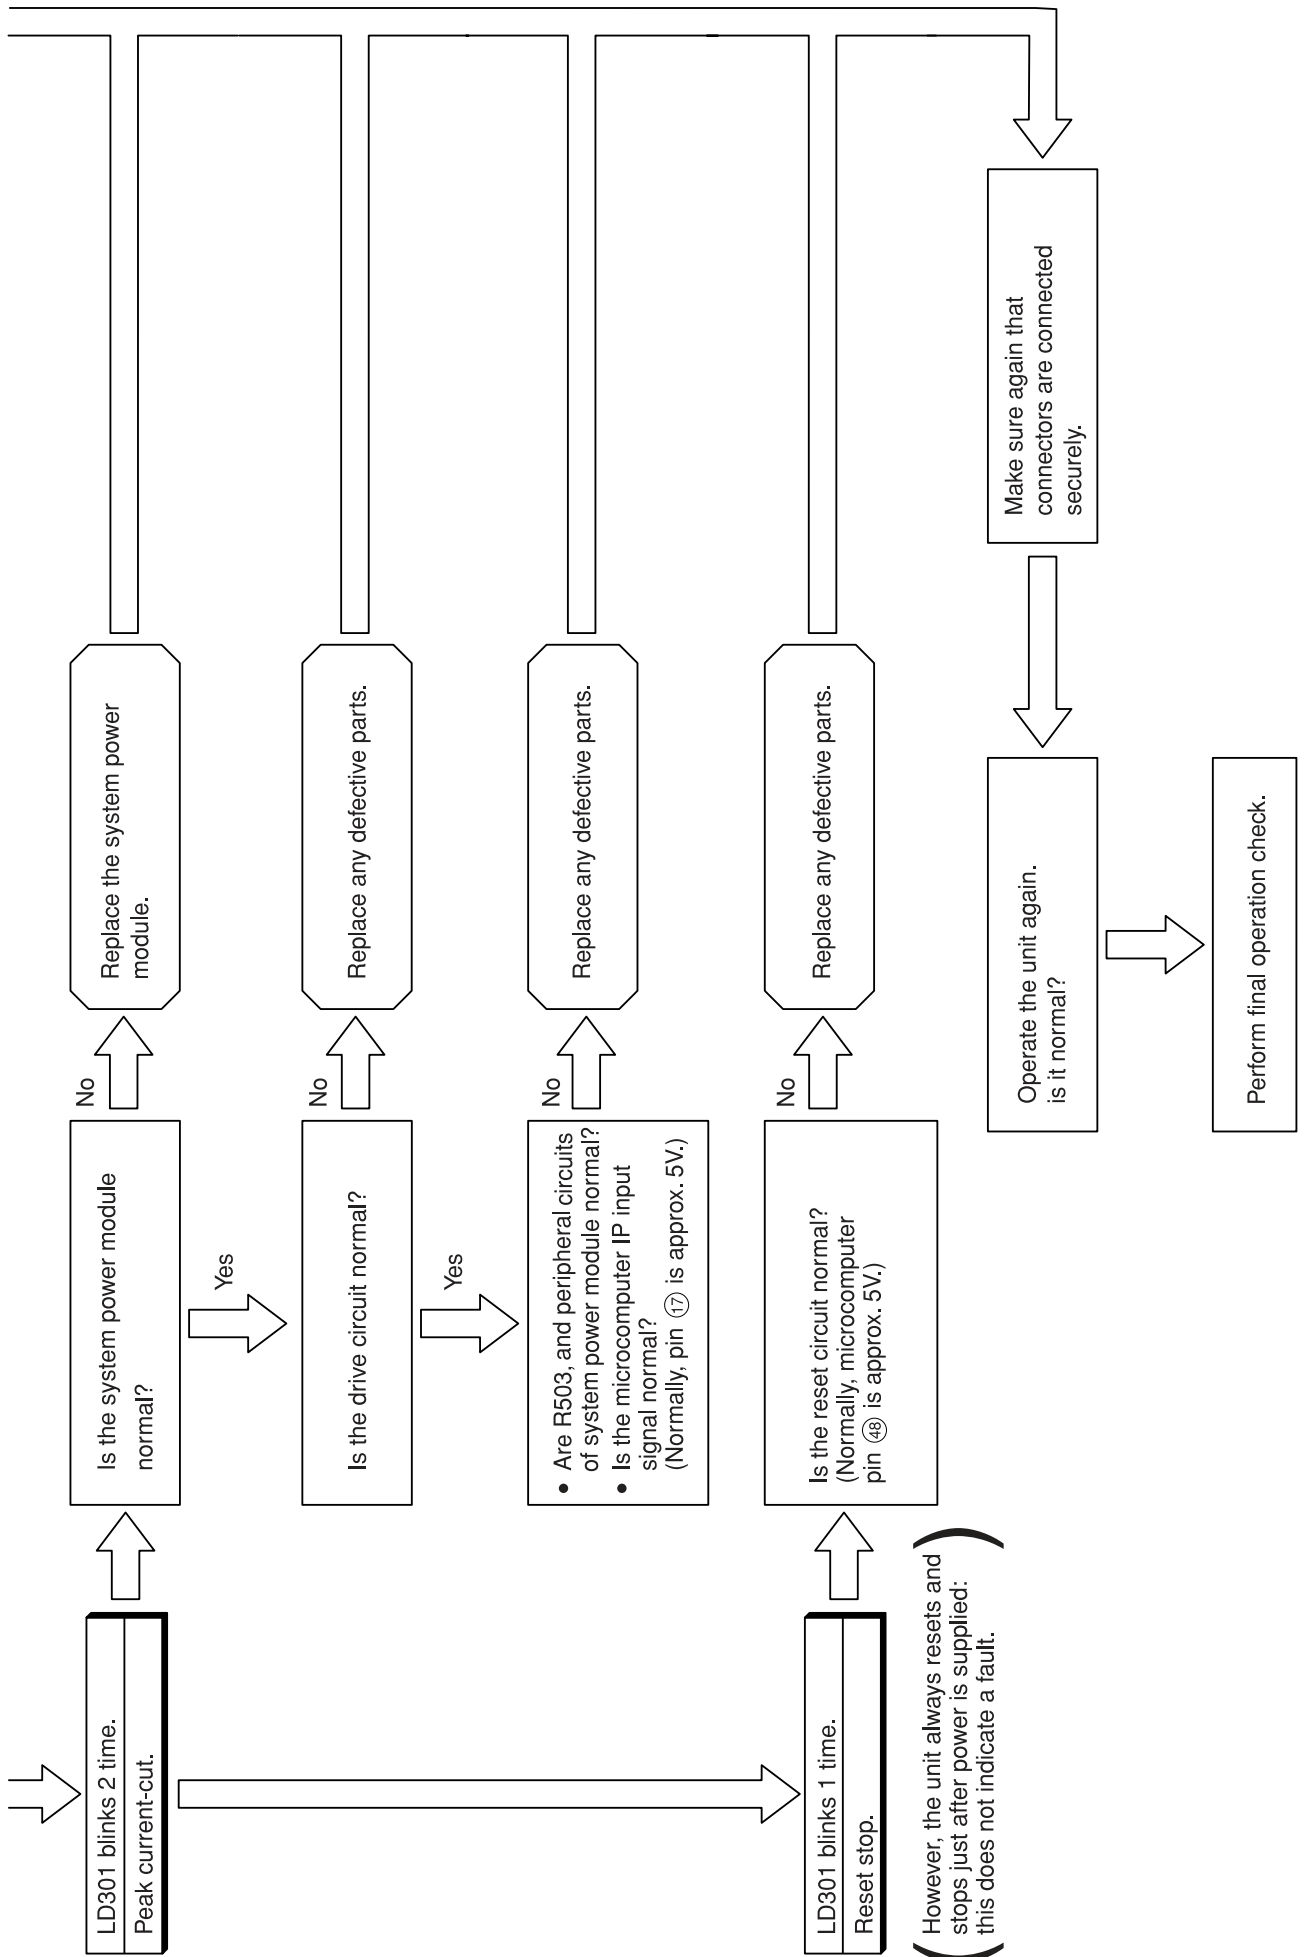 LD301 blinks 2 time.
Peak current-cut.
Is the system power module
normal?
No
Replace the system power
module.
Yes
Is the drive circuit normal?
No
Replace any defective parts.
Yes
• Are R503, and peripheral circuits
of system power module normal?
• Is the microcomputer IP input
signal normal?
(Normally, pin ⑰ is approx. 5V.)
No
Replace any defective parts.
LD301 blinks 1 time.
Reset stop.
Is the reset circuit normal?
(Normally, microcomputer
pin ㊽ is approx. 5V.)
No
Replace any defective parts.
(However, the unit always resets and
stops just after power is supplied:
this does not indicate a fault.)
Make sure again that
connectors are connected
securely.
Operate the unit again.
is it normal?
Perform final operation check.